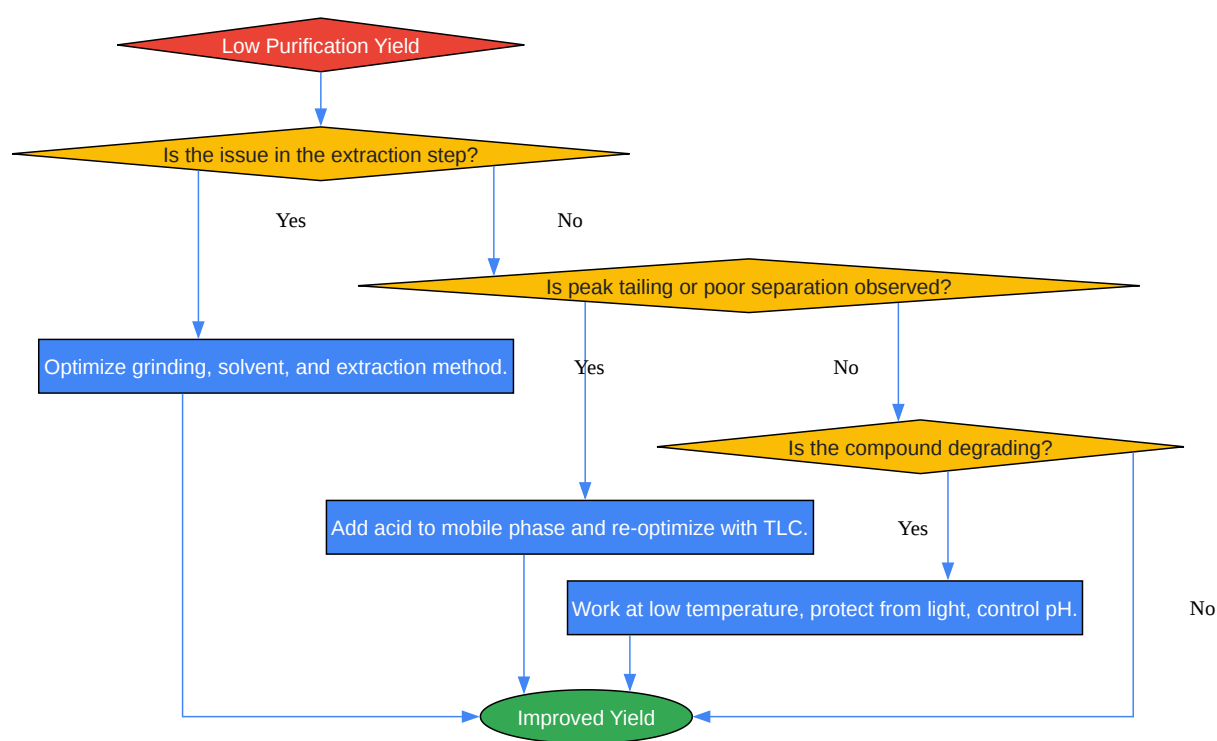 Low Purification Yield
Is the issue in the extraction step?
Yes
No
Is peak tailing or poor separation observed?
Optimize grinding, solvent, and extraction method.
Yes
No
Is the compound degrading?
Add acid to mobile phase and re-optimize with TLC.
Yes
Work at low temperature, protect from light, control pH.
No
Improved Yield